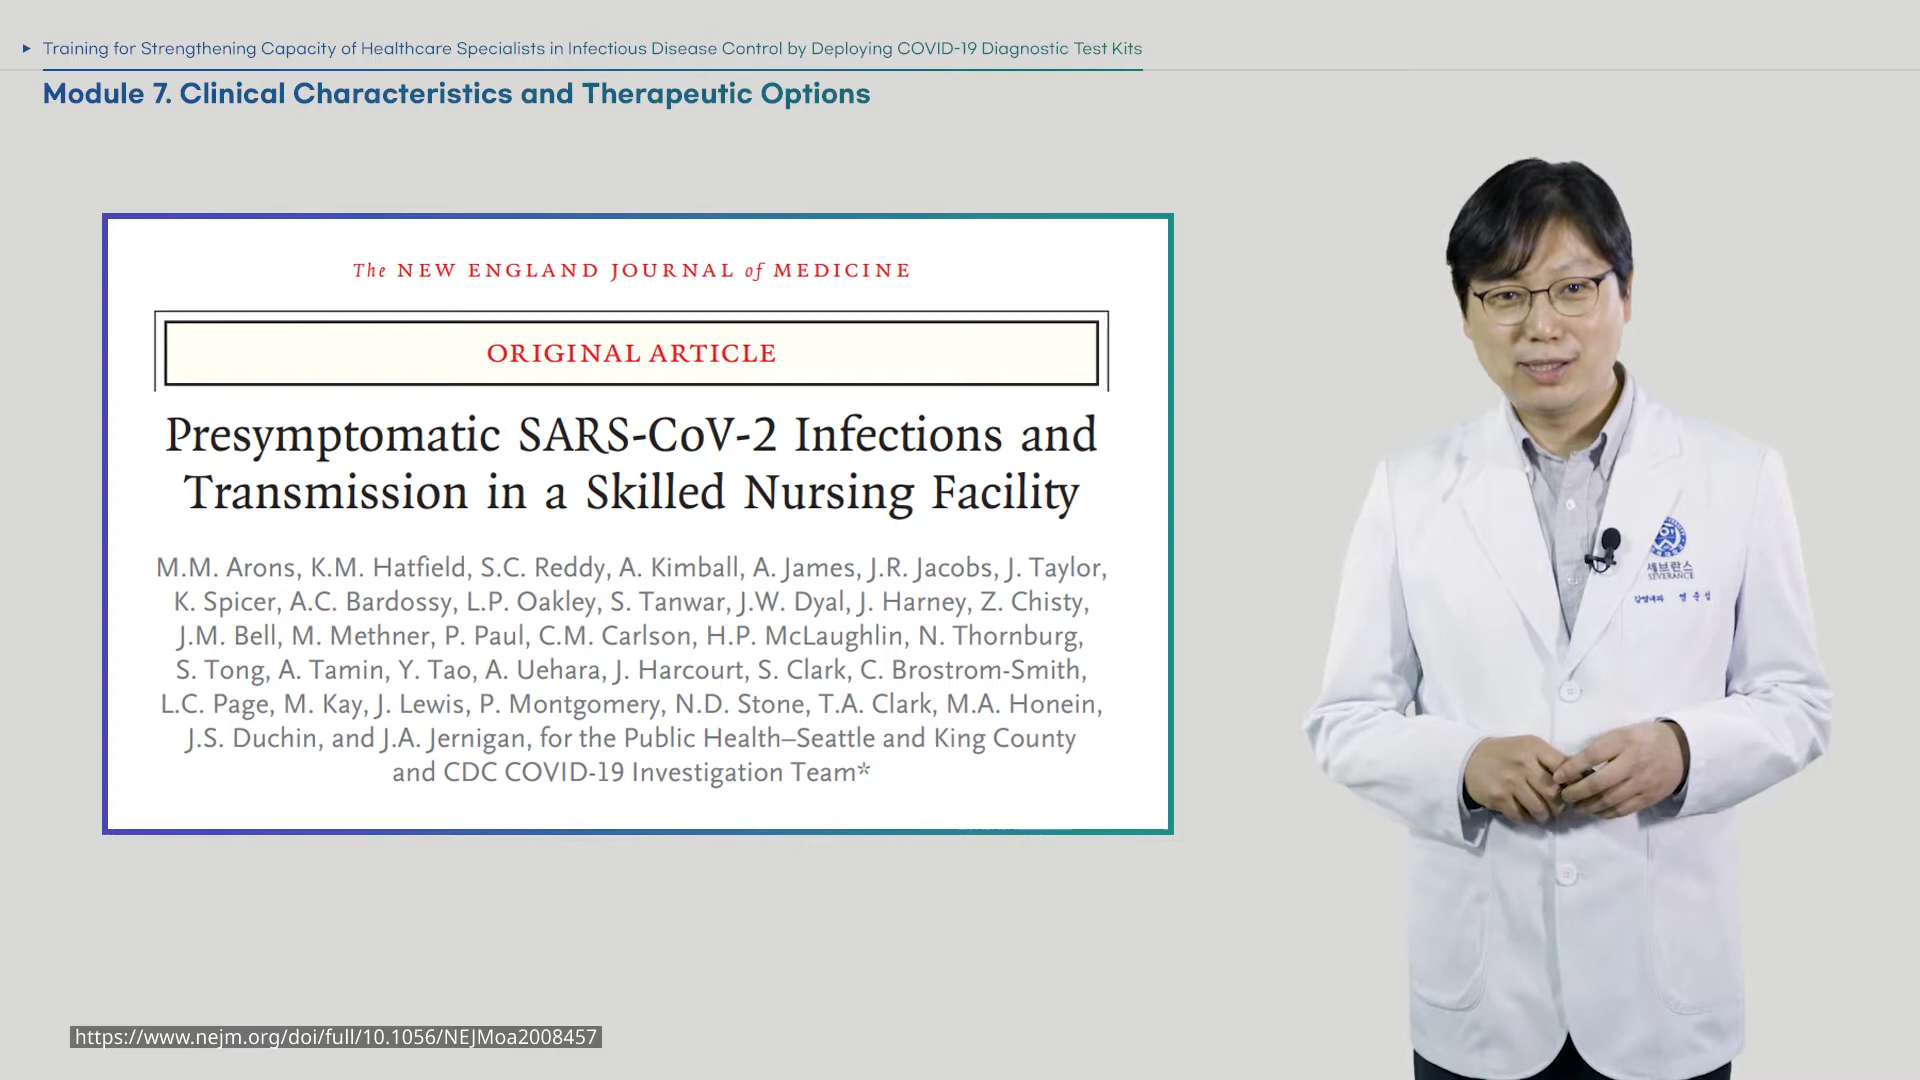 Training for Strengthening Capacity of Healthcare Specialists in Infectious Disease Control by Deploying COVID-19 Diagnostic Test Kits
Module 7. Clinical Characteristics and Therapeutic Options
The NEW ENGLAND JOURNAL of MEDICINE
ORIGINAL ARTICLE
Presymptomatic SARS-CoV-2 Infections and
Transmission in a Skilled Nursing Facility
M.M. Arons, K.M. Hatfield, S.C. Reddy, A. Kimball, A. James, J.R. Jacobs, J. Taylor,
K. Spicer, A.C. Bardossy, L.P. Oakley, S. Tanwar, J.W. Dyal, J. Harney, Z. Chisty,
J.M. Bell, M. Methner, P. Paul, C.M. Carlson, H.P. McLaughlin, N. Thornburg,
S. Tong, A. Tamin, Y. Tao, A. Uehara, J. Harcourt, S. Clark, C. Brostrom-Smith,
L.C. Page, M. Kay, J. Lewis, P. Montgomery, N.D. Stone, T.A. Clark, M.A. Honein,
J.S. Duchin, and J.A. Jernigan, for the Public Health–Seattle and King County
and CDC COVID-19 Investigation Team*
세브란스
SEVERANCE
https://www.nejm.org/doi/full/10.1056/NEJMoa2008457